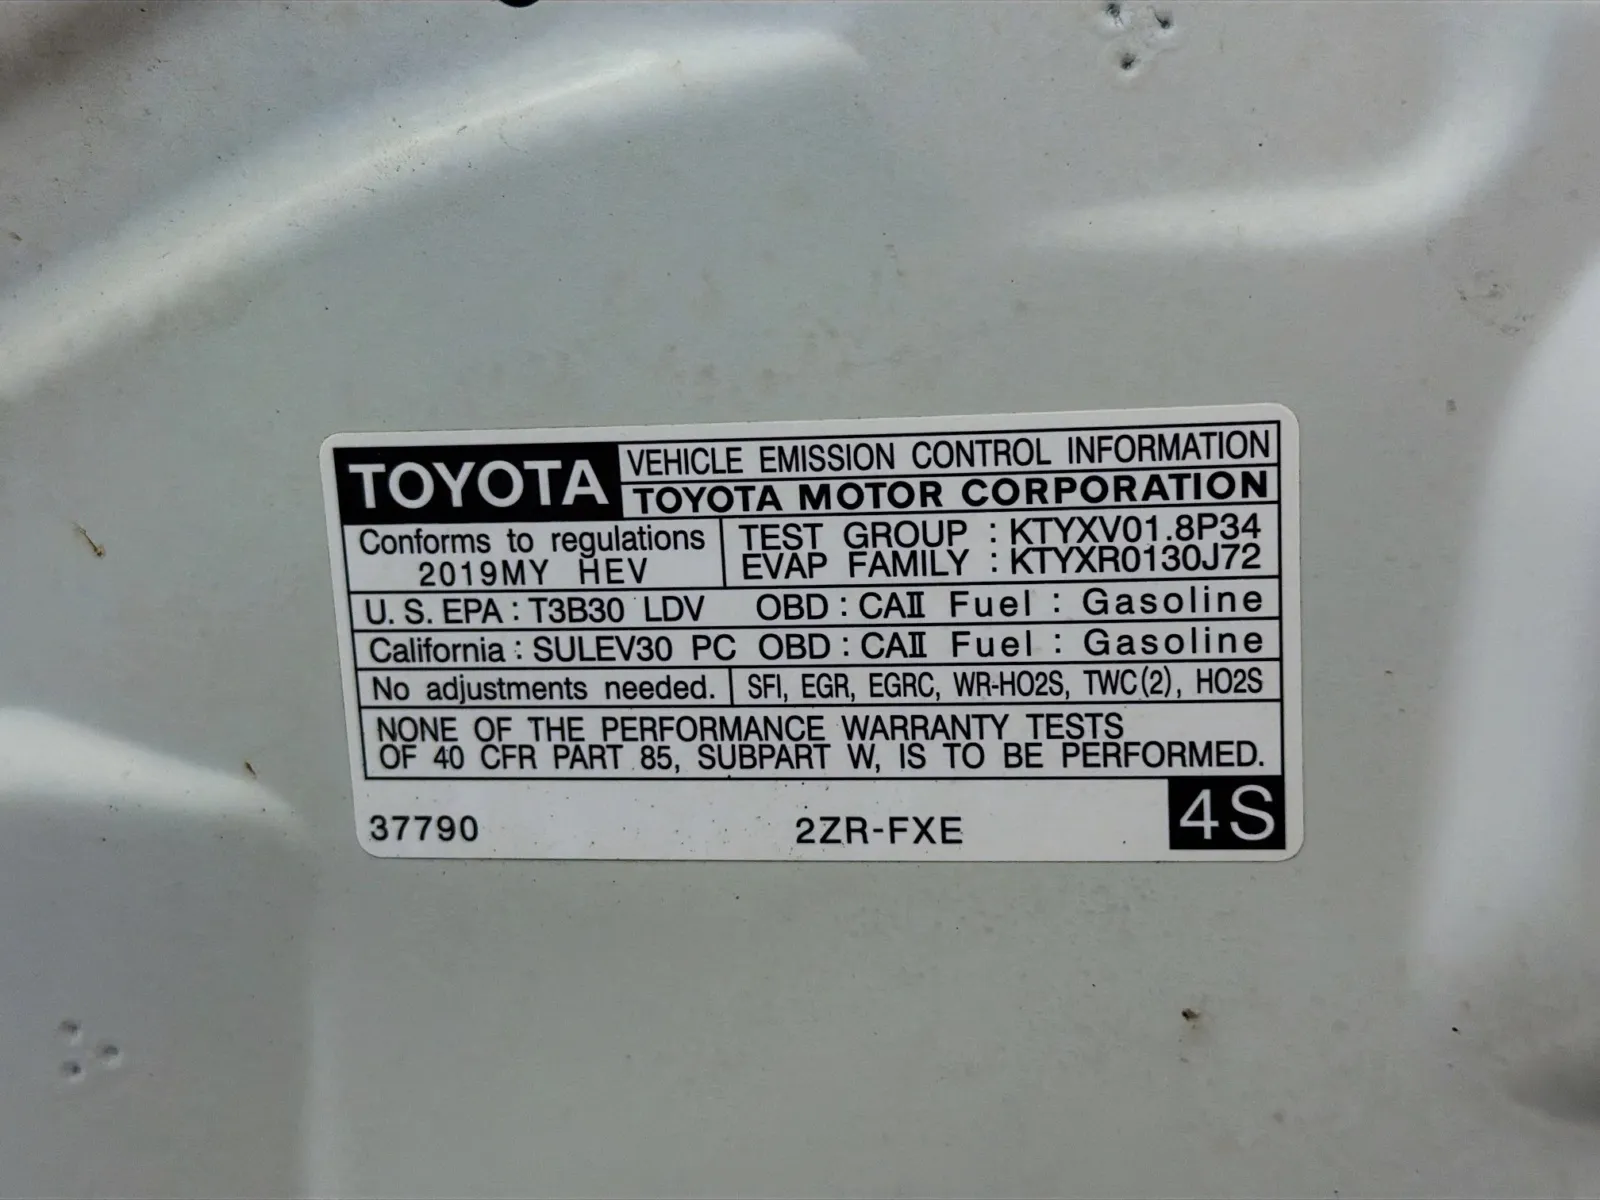 TOYOTA VEHICLE EMISSION CONTROL INFORMATION
TOYOTA MOTOR CORPORATION
Conforms to regulations
2019MY HEV
TEST GROUP : KTYXV01.8P34
EVAP FAMILY : KTYXR0130J72
U. S. EPA : T3B30 LDV OBD : CAⅡ Fuel : Gasoline
California : SULEV30 PC OBD : CAⅡ Fuel : Gasoline
No adjustments needed. SFI, EGR, EGRC, WR-HO2S, TWC(2), HO2S
NONE OF THE PERFORMANCE WARRANTY TESTS
OF 40 CFR PART 85, SUBPART W, IS TO BE PERFORMED.
37790 2ZR-FXE 4S